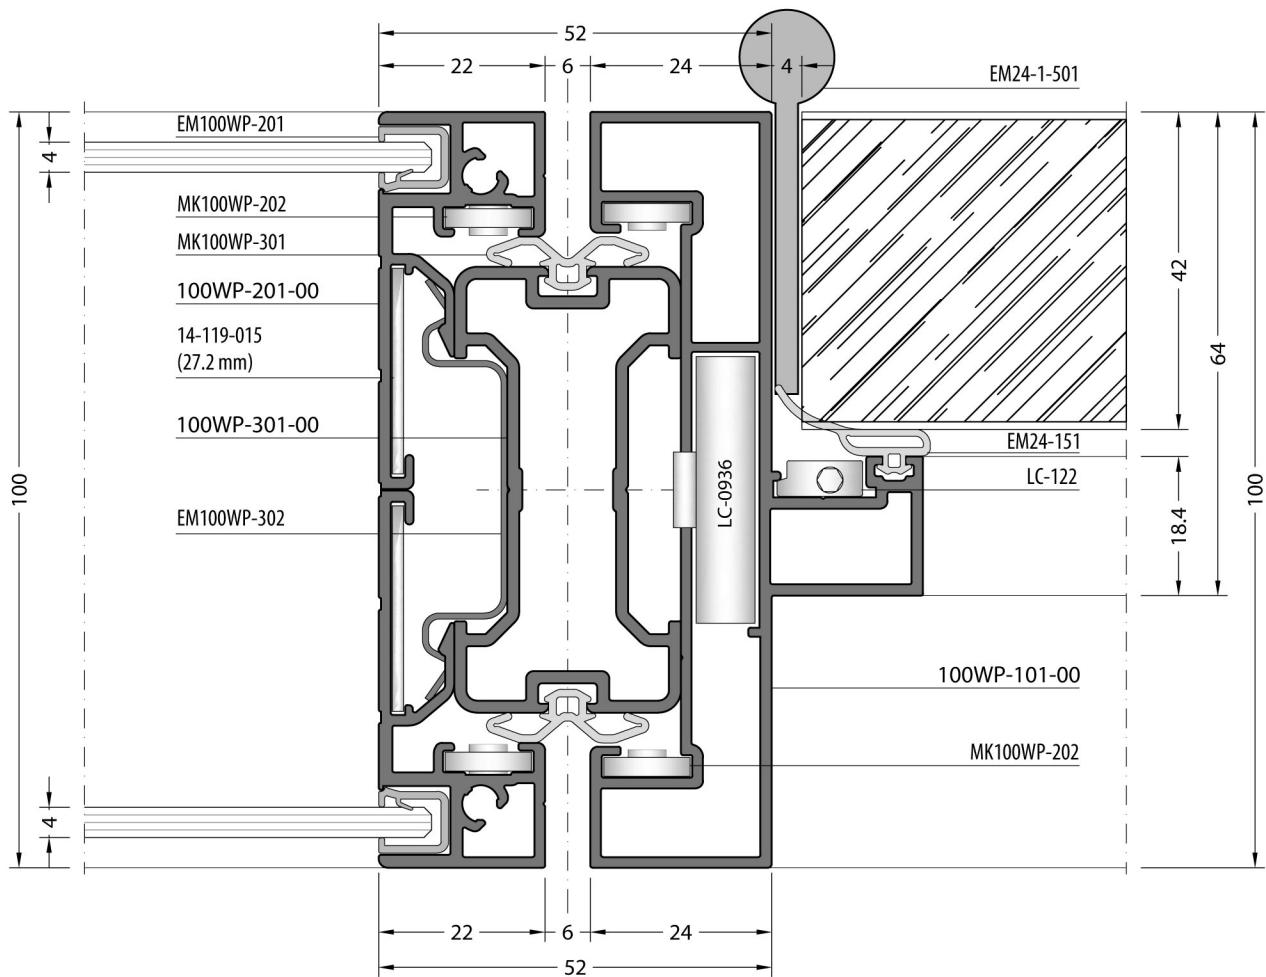 52
22
6
24
4
EM24-1-501
EM100WP-201
4
MK100WP-202
MK100WP-301
100WP-201-00
14-119-015
(27.2 mm)
100WP-301-00
EM100WP-302
100
4
LC-0936
42
64
100
18.4
EM24-151
LC-122
100WP-101-00
MK100WP-202
22
6
24
52